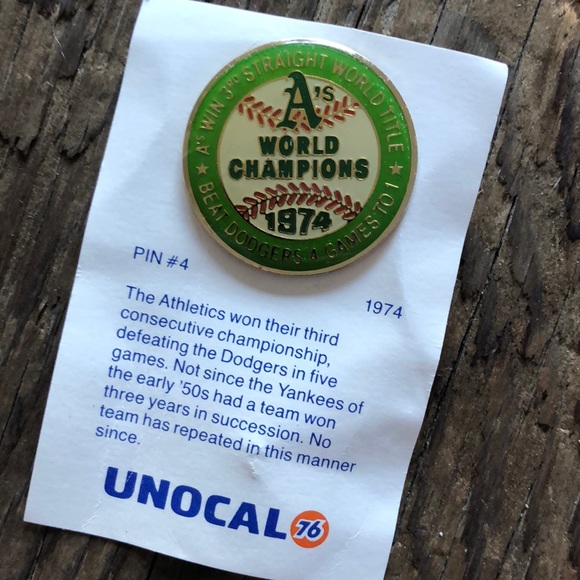 A's WIN 3RD STRAIGHT WORLD TITLE
A's
WORLD
CHAMPIONS
1974
BEAT DODGERS 4 GAMES TO 1
PIN #4
1974
The Athletics won their third
consecutive championship,
defeating the Dodgers in five
games. Not since the Yankees of
the early '50s had a team won
three years in succession. No
team has repeated in this manner
since.
UNOCAL 76